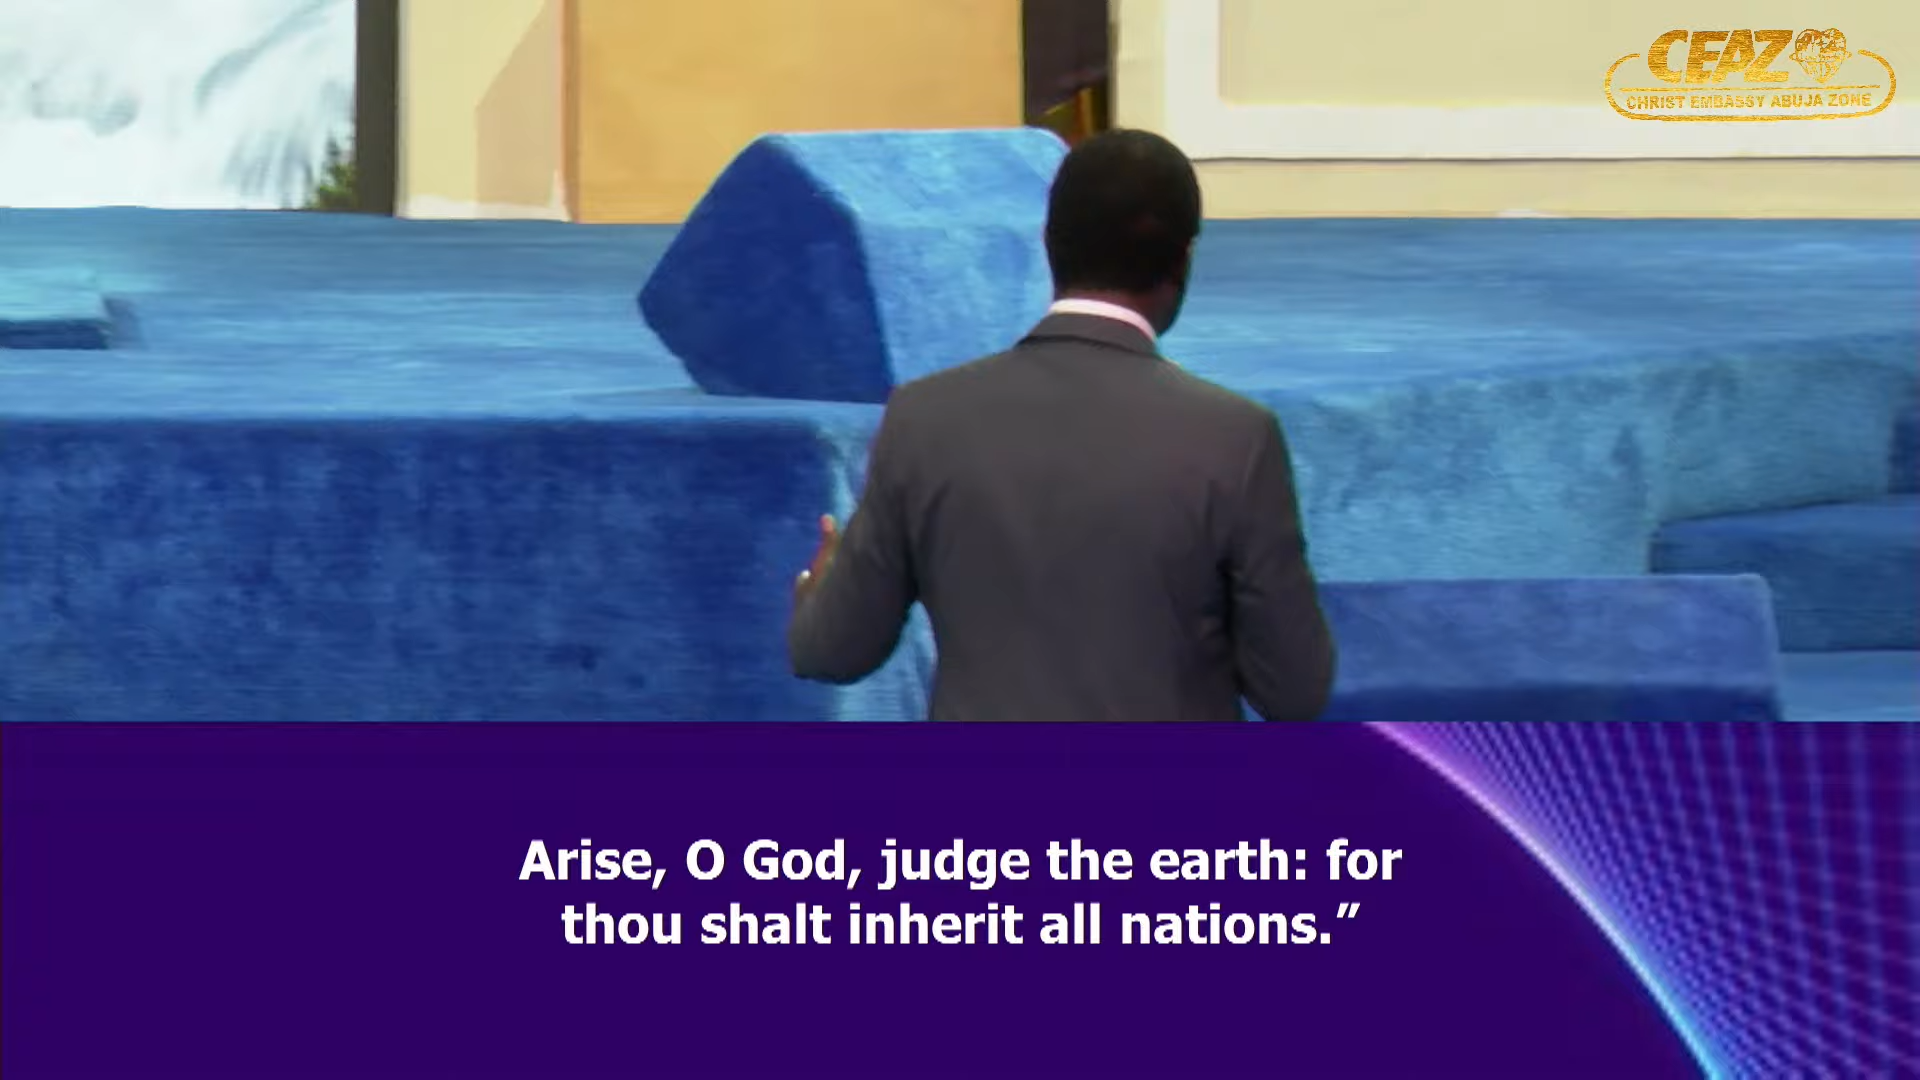 CEAZ
CHRIST EMBASSY ABUJA ZONE
Arise, O God, judge the earth: for
thou shalt inherit all nations.”